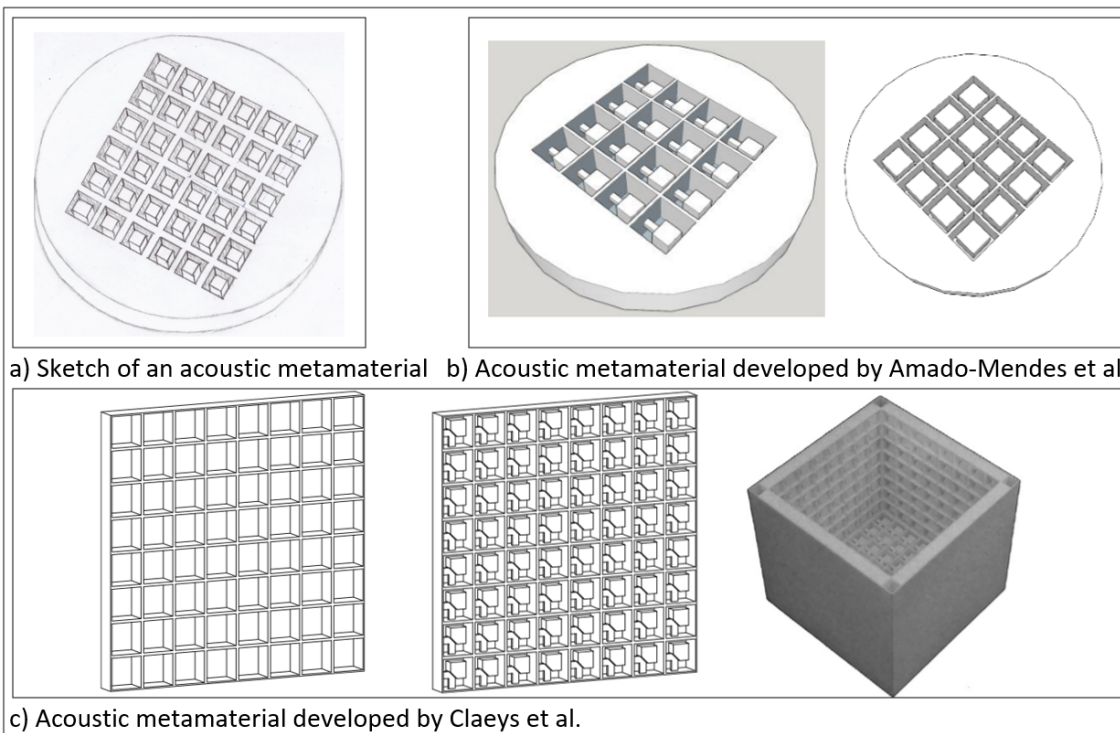 a) Sketch of an acoustic metamaterial
b) Acoustic metamaterial developed by Amado-Mendes et al
c) Acoustic metamaterial developed by Claeys et al.